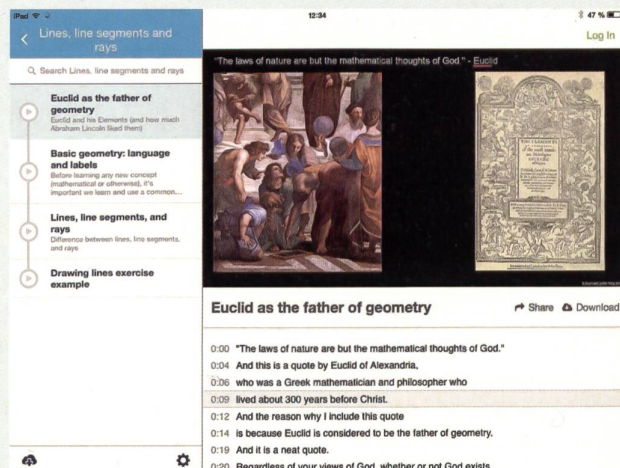 iPad
12:34
47 %
Lines, line segments and
rays
Log In
Search Lines, line segments and rays
"The laws of nature are but the mathematical thoughts of God." - Euclid
Euclid as the father of
geometry
Euclid and his Elements (and how much
Abraham Lincoln liked them)
Basic geometry: language
and labels
Before learning any new concept
(mathematical or otherwise), it's
important we learn and use a common...
Lines, line segments, and
rays
Difference between lines, line segments,
and rays
Drawing lines exercise
example
THE ELEMENTS
Euclid as the father of geometry
Share
Download
0:00 "The laws of nature are but the mathematical thoughts of God."
0:04 And this is a quote by Euclid of Alexandria,
0:06 who was a Greek mathematician and philosopher who
0:09 lived about 300 years before Christ.
0:12 And the reason why I include this quote
0:14 is because Euclid is considered to be the father of geometry.
0:19 And it is a neat quote.
0:20 Regardless of your views of God, whether or not God exists